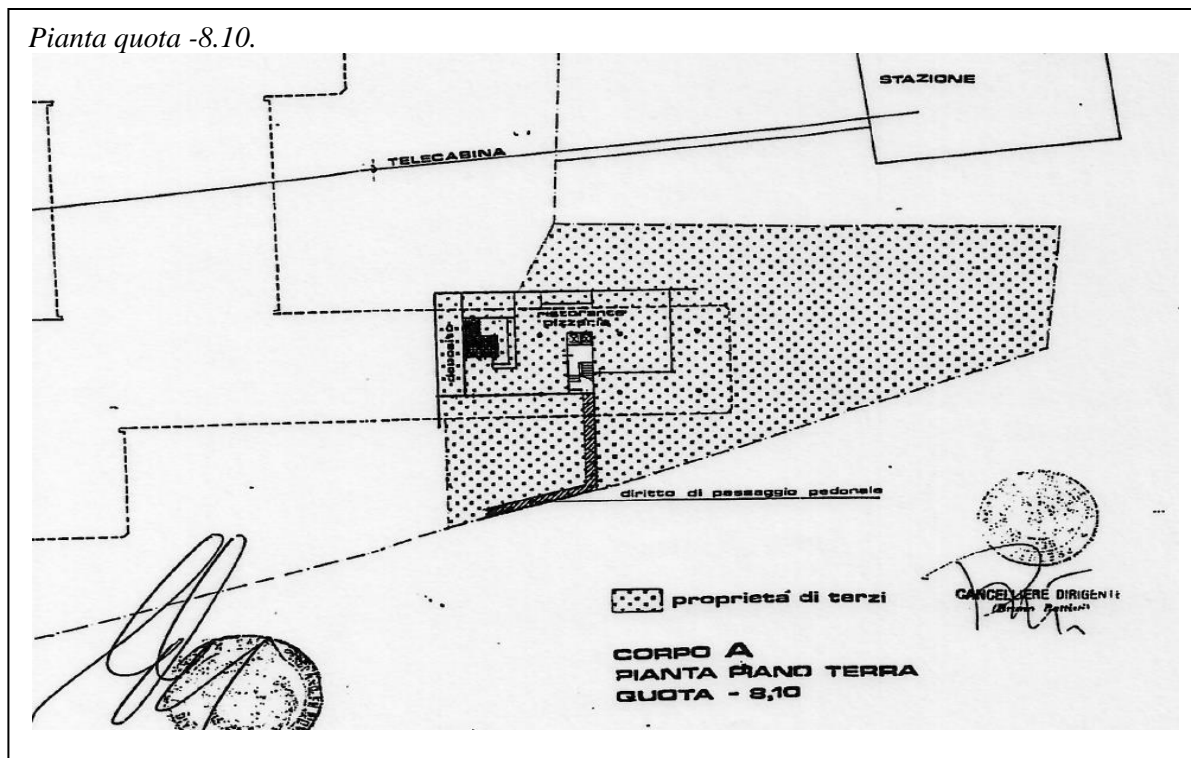 Pianta quota -8.10.
STAZIONE
TELECABINA
ristorante
pizzeria
deposito
diritto di passaggio pedonale
proprietà di terzi
CANCELLIERE DIRIGENTE
CORPO A
PIANTA PIANO TERRA
QUOTA - 8,10